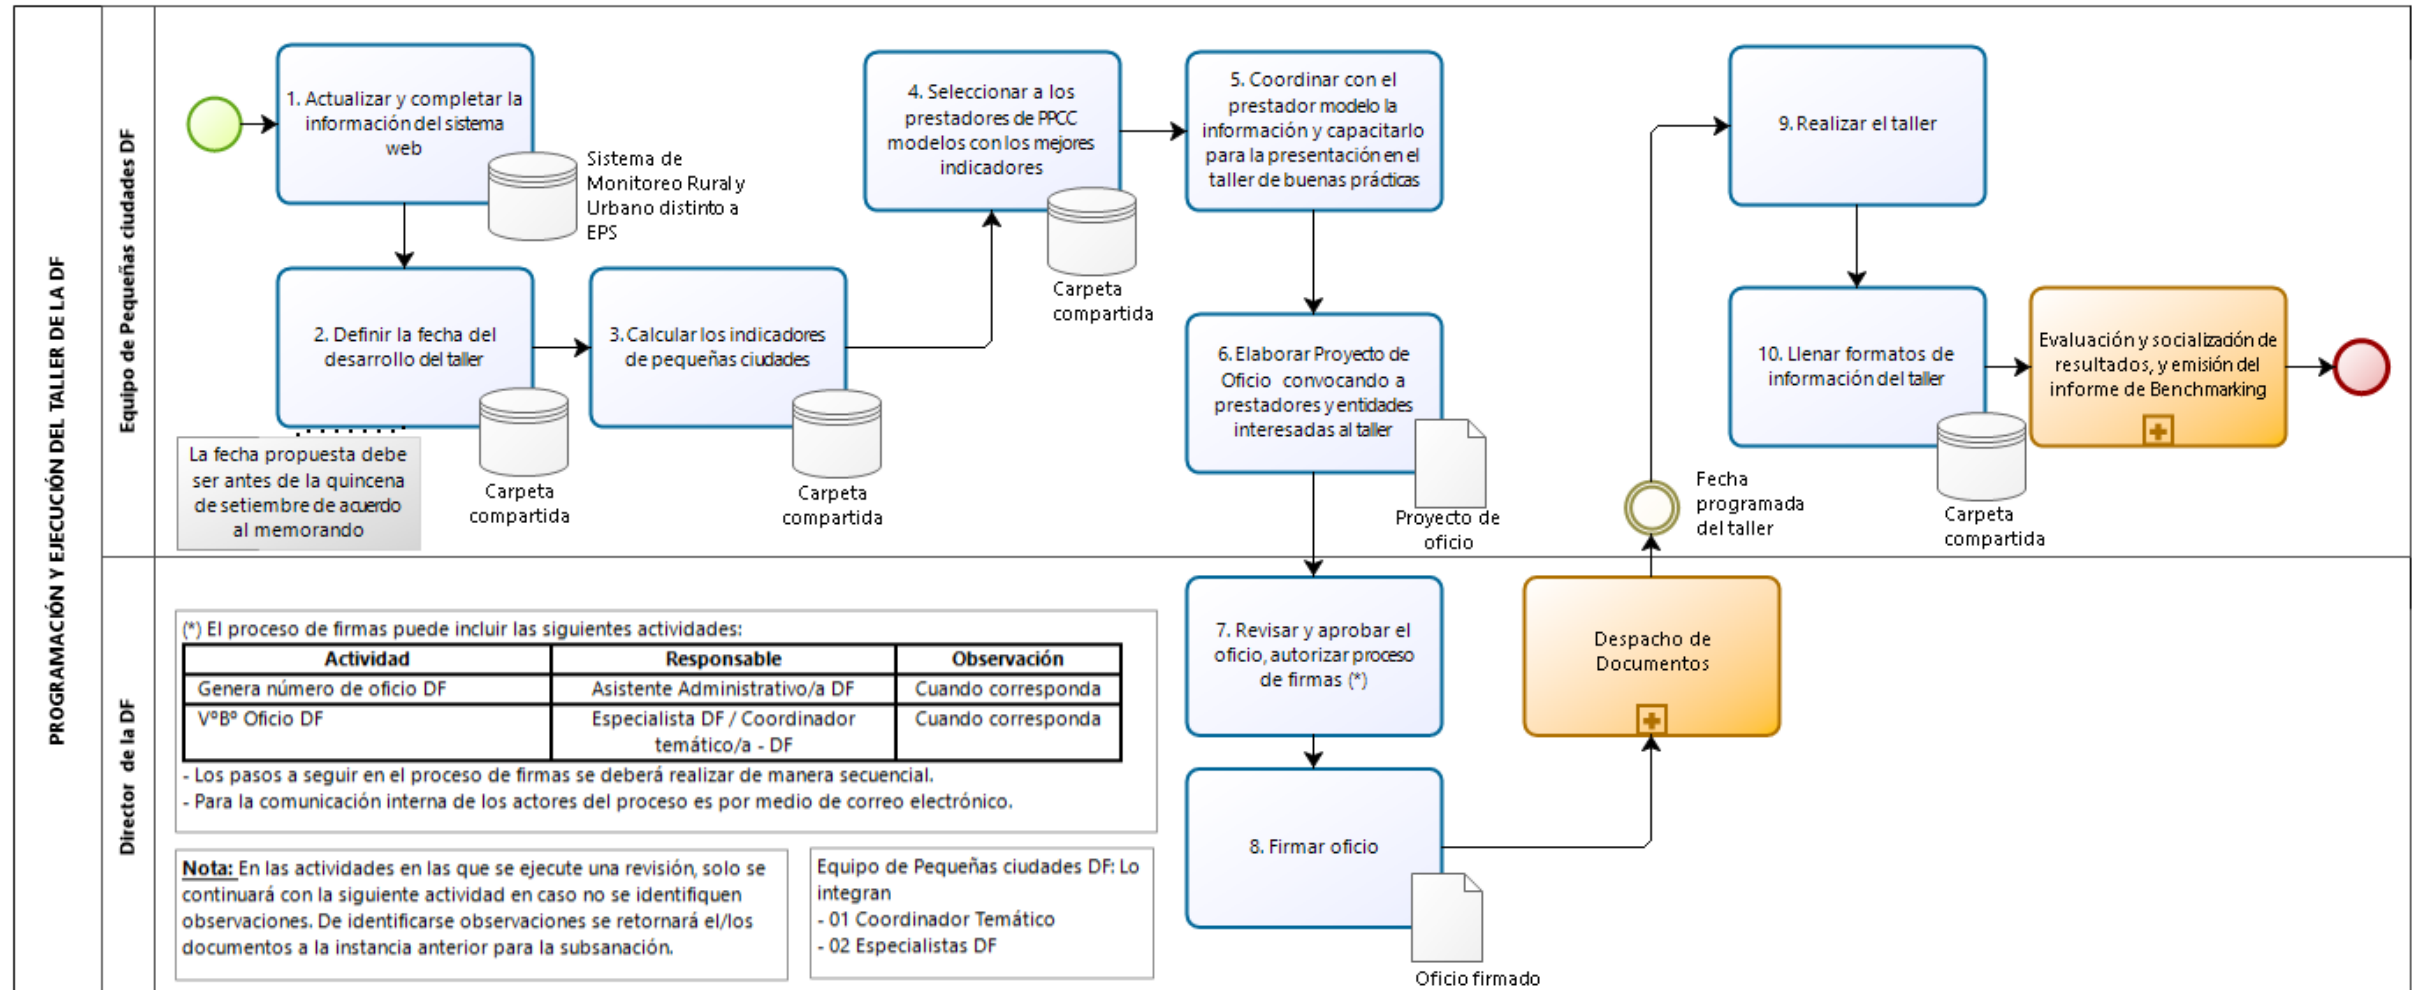 PROGRAMACIÓN Y EJECUCIÓN DEL TALLER DE LA DF
Equipo de Pequeñas ciudades DF
1. Actualizar y completar la
información del sistema
web
Sistema de
Monitoreo Rural y
Urbano distinto a
EPS
2. Definir la fecha del
desarrollo del taller
Carpeta
compartida
La fecha propuesta debe
ser antes de la quincena
de setiembre de acuerdo
al memorando
3. Calcular los indicadores
de pequeñas ciudades
Carpeta
compartida
4. Seleccionar a los
prestadores de PPCC
modelos con los mejores
indicadores
Carpeta
compartida
5. Coordinar con el
prestador modelo la
información y capacitarlo
para la presentación en el
taller de buenas prácticas
6. Elaborar Proyecto de
Oficio convocando a
prestadores y entidades
interesadas al taller
Proyecto de
oficio
Fecha
programada
del taller
9. Realizar el taller
10. Llenar formatos de
información del taller
Carpeta
compartida
Evaluación y socialización de
resultados, y emisión del
informe de Benchmarking
Director de la DF
7. Revisar y aprobar el
oficio, autorizar proceso
de firmas (*)
8. Firmar oficio
Oficio firmado
Despacho de
Documentos
(*) El proceso de firmas puede incluir las siguientes actividades:
Actividad Responsable Observación
Genera número de oficio DF Asistente Administrativo/a DF Cuando corresponda
V°B° Oficio DF Especialista DF / Coordinador Cuando corresponda
temático/a - DF
- Los pasos a seguir en el proceso de firmas se deberá realizar de manera secuencial.
- Para la comunicación interna de los actores del proceso es por medio de correo electrónico.
Nota: En las actividades en las que se ejecute una revisión, solo se
continuará con la siguiente actividad en caso no se identifiquen
observaciones. De identificarse observaciones se retornará el/los
documentos a la instancia anterior para la subsanación.
Equipo de Pequeñas ciudades DF: Lo
integran
- 01 Coordinador Temático
- 02 Especialistas DF